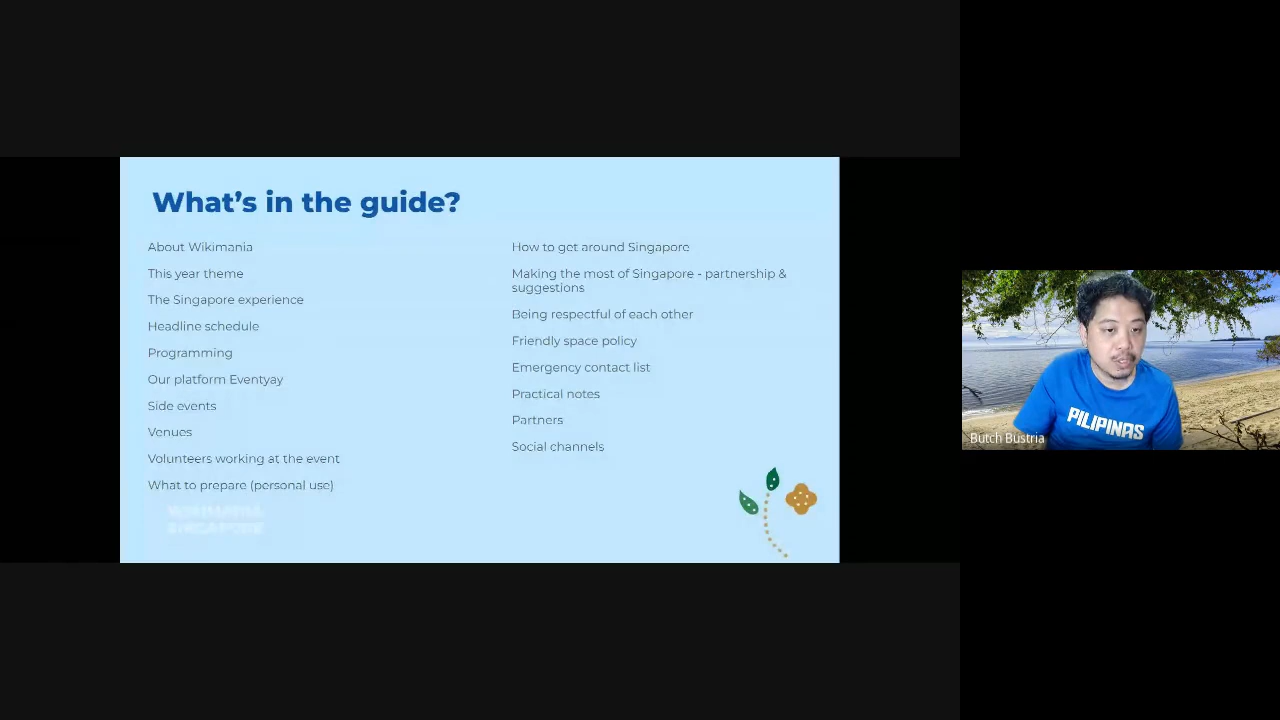 What's in the guide?
About Wikimania
This year theme
The Singapore experience
Headline schedule
Programming
Our platform Eventyay
Side events
Venues
Volunteers working at the event
What to prepare (personal use)
WIKIMANIA
SINGAPORE
How to get around Singapore
Making the most of Singapore - partnership &
suggestions
Being respectful of each other
Friendly space policy
Emergency contact list
Practical notes
Partners
Social channels
PILIPINAS
Butch Bustria